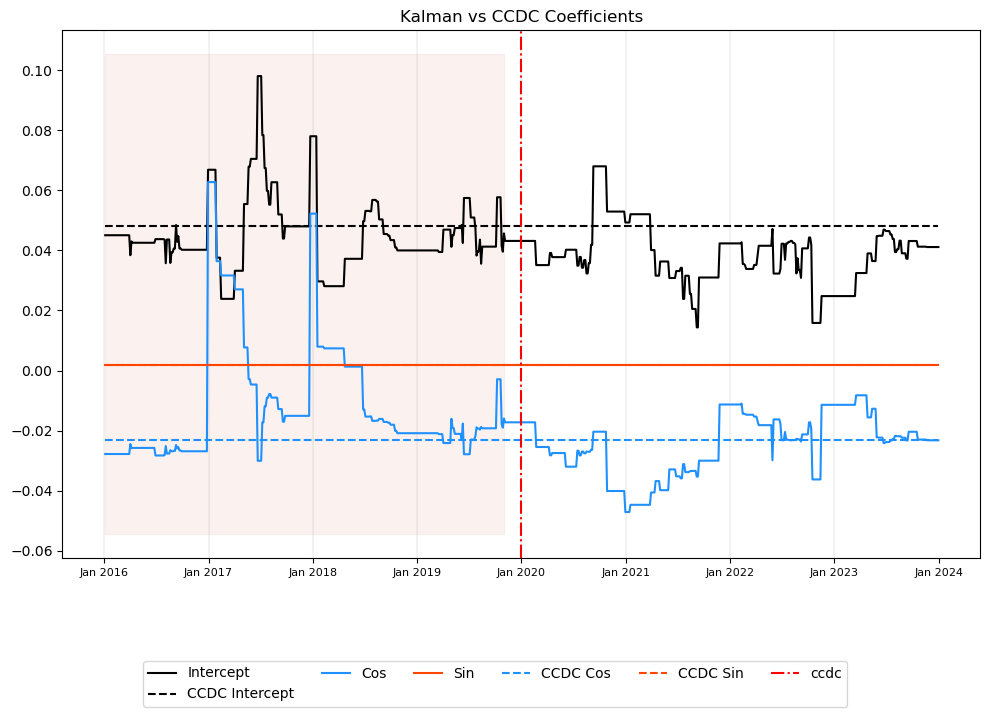 Kalman vs CCDC Coefficients
0.10
0.08
0.06
0.04
0.02
0.00
−0.02
−0.04
−0.06
Jan 2016 Jan 2017 Jan 2018 Jan 2019 Jan 2020 Jan 2021 Jan 2022 Jan 2023 Jan 2024
Intercept Cos Sin CCDC Cos CCDC Sin ccdc
CCDC Intercept